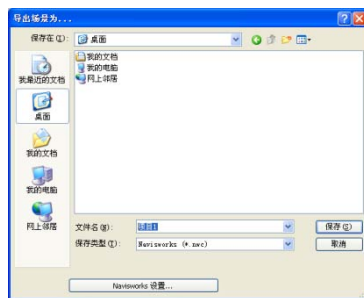 导出场景为...
保存在(I):
桌面
我的文档
我的电脑
网上邻居
我最近的文档
桌面
我的文档
我的电脑
网上邻居
文件名(N):
项目1
保存(S)
保存类型(T):
Navisworks (*.nwc)
取消
Navisworks 设置...